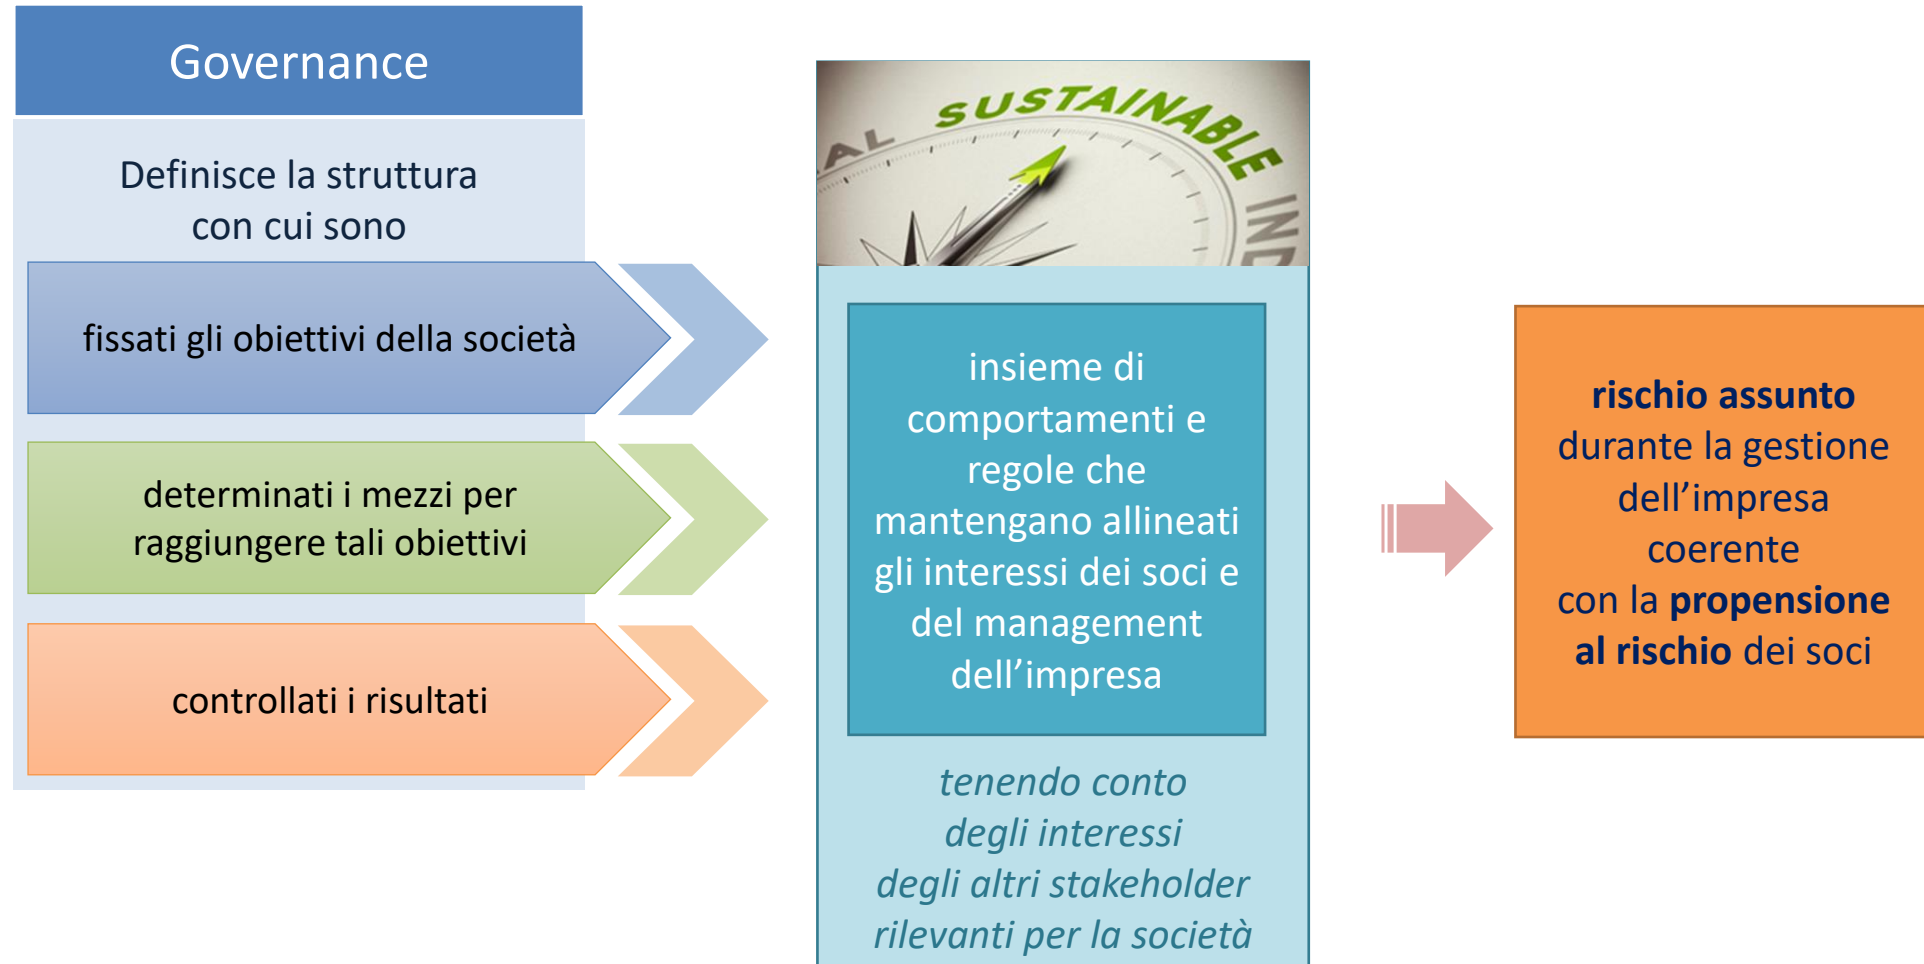 Governance
Definisce la struttura
con cui sono
fissati gli obiettivi della società
determinati i mezzi per
raggiungere tali obiettivi
controllati i risultati
AL SUSTAINABLE IND
insieme di
comportamenti e
regole che
mantengano allineati
gli interessi dei soci e
del management
dell’impresa
tenendo conto
degli interessi
degli altri stakeholder
rilevanti per la società
rischio assunto
durante la gestione
dell’impresa
coerente
con la propensione
al rischio dei soci